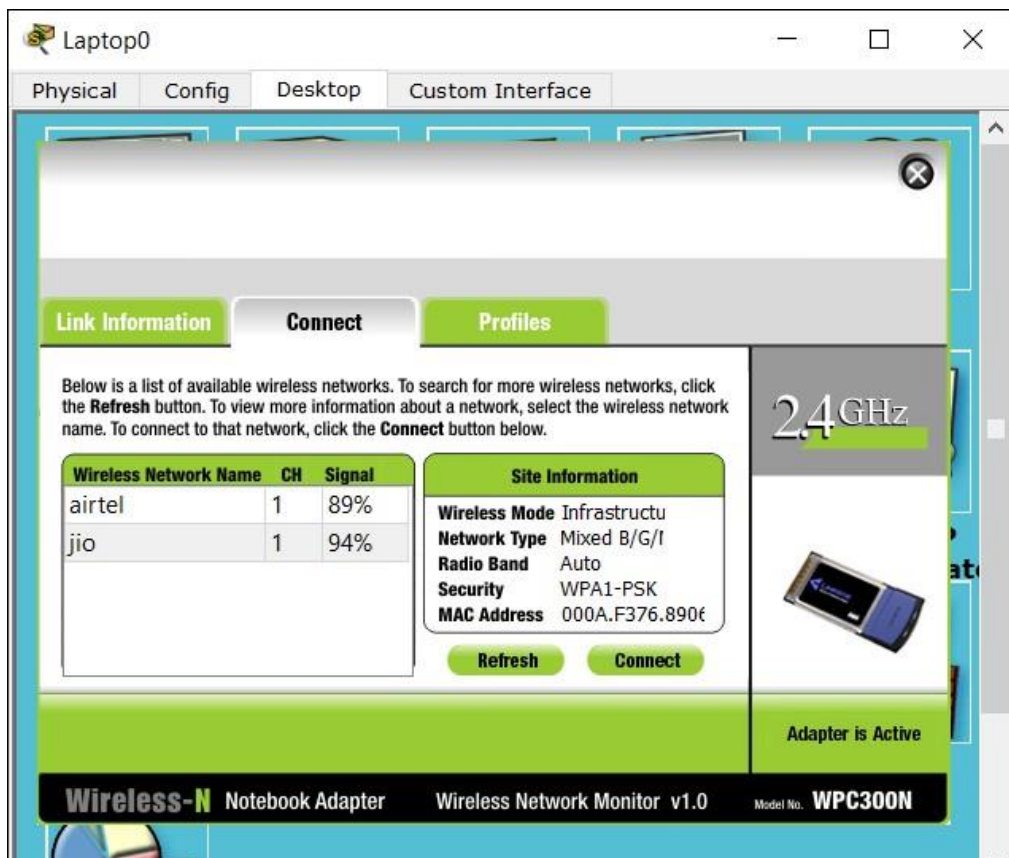 Laptop0
Physical Config Desktop Custom Interface
Link Information Connect Profiles
Below is a list of available wireless networks. To search for more wireless networks, click
the Refresh button. To view more information about a network, select the wireless network
name. To connect to that network, click the Connect button below.
2.4GHz
Wireless Network Name CH Signal
airtel 1 89%
jio 1 94%
Site Information
Wireless Mode Infrastructu
Network Type Mixed B/G/
Radio Band Auto
Security WPA1-PSK
MAC Address 000A.F376.8906
Refresh Connect
Adapter is Active
Wireless-N Notebook Adapter Wireless Network Monitor v1.0 Model No. WPC300N